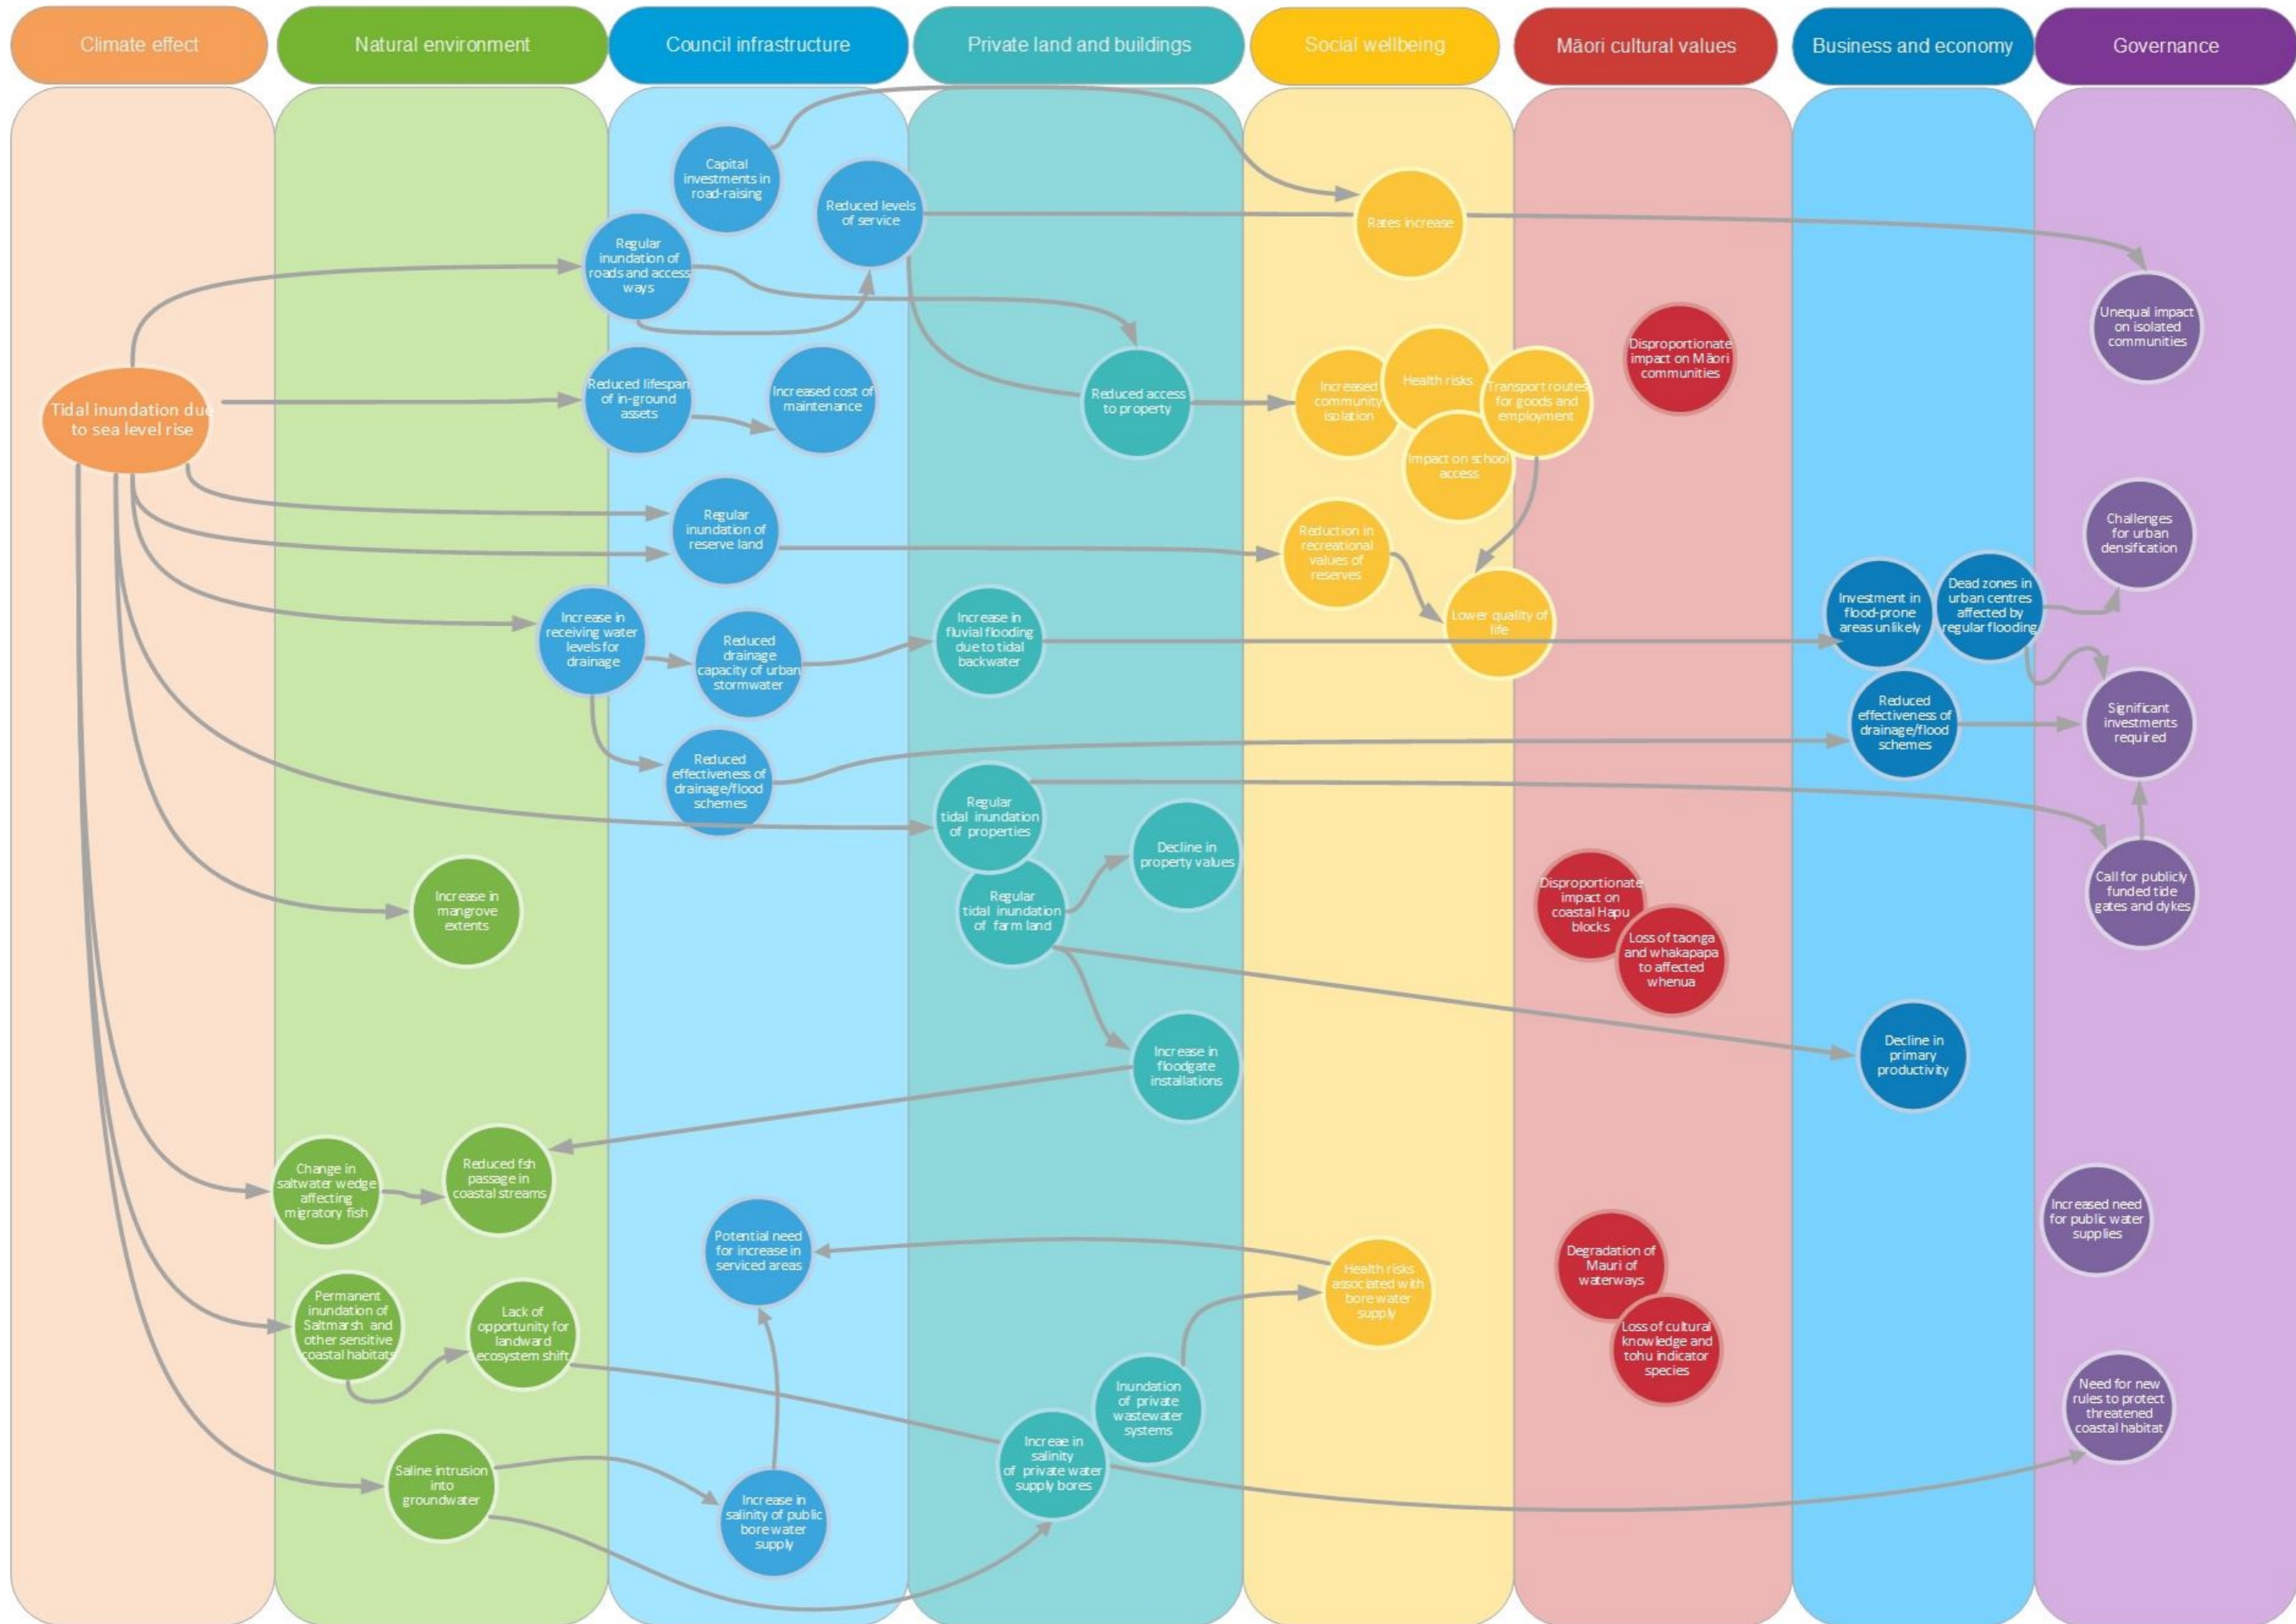 Climate effect
Natural environment
Council infrastructure
Private land and buildings
Social wellbeing
Māori cultural values
Business and economy
Governance
Tidal inundation due
to sea level rise
Increase in
mangrove
extents
Change in
saltwater wedge
affecting
migratory fish
Reduced fsh
passage in
coastal streams
Permanent
inundation of
Saltmarsh and
other sensitive
coastal habitats
Lack of
opportunity for
landward
ecosystem shift
Saline intrusion
into
groundwater
Capital
investments in
road-raising
Reduced levels
of service
Regular
inundation of
roads and access
ways
Reduced lifespan
of in-ground
assets
Increased cost of
maintenance
Regular
inundation of
reserve land
Increase in
receiving water
levels for
drainage
Reduced
drainage
capacity of urban
stormwater
Reduced
effectiveness of
drainage/flood
schemes
Potential need
for increase in
serviced areas
Increase in
salinity of public
bore water
supply
Reduced access
to property
Increase in
fluvial flooding
due to tidal
backwater
Regular
tidal inundation
of properties
Regular
tidal inundation
of farm land
Decline in
property values
Increase in
floodgate
installations
Inundation
of private
wastewater
systems
Increae in
salinity
of private water
supply bores
Rates increase
Increased
community
isolation
Health risks
Transport routes
for goods and
employment
Impact on school
access
Reduction in
recreational
values of
reserves
Lower quality of
life
Health risks
associated with
bore water
supply
Disproportionate
impact on Māori
communities
Disproportionate
impact on
coastal Hapu
blocks
Loss of taonga
and whakapapa
to affected
whenua
Degradation of
Mauri of
waterways
Loss of cultural
knowledge and
tohu indicator
species
Investment in
flood-prone
areas unlikely
Dead zones in
urban centres
affected by
regular flooding
Reduced
effectiveness of
drainage/flood
schemes
Decline in
primary
productivity
Unequal impact
on isolated
communities
Challenges
for urban
densification
Significant
investments
required
Call for publicly
funded tide
gates and dykes
Increased need
for public water
supplies
Need for new
rules to protect
threatened
coastal habitat